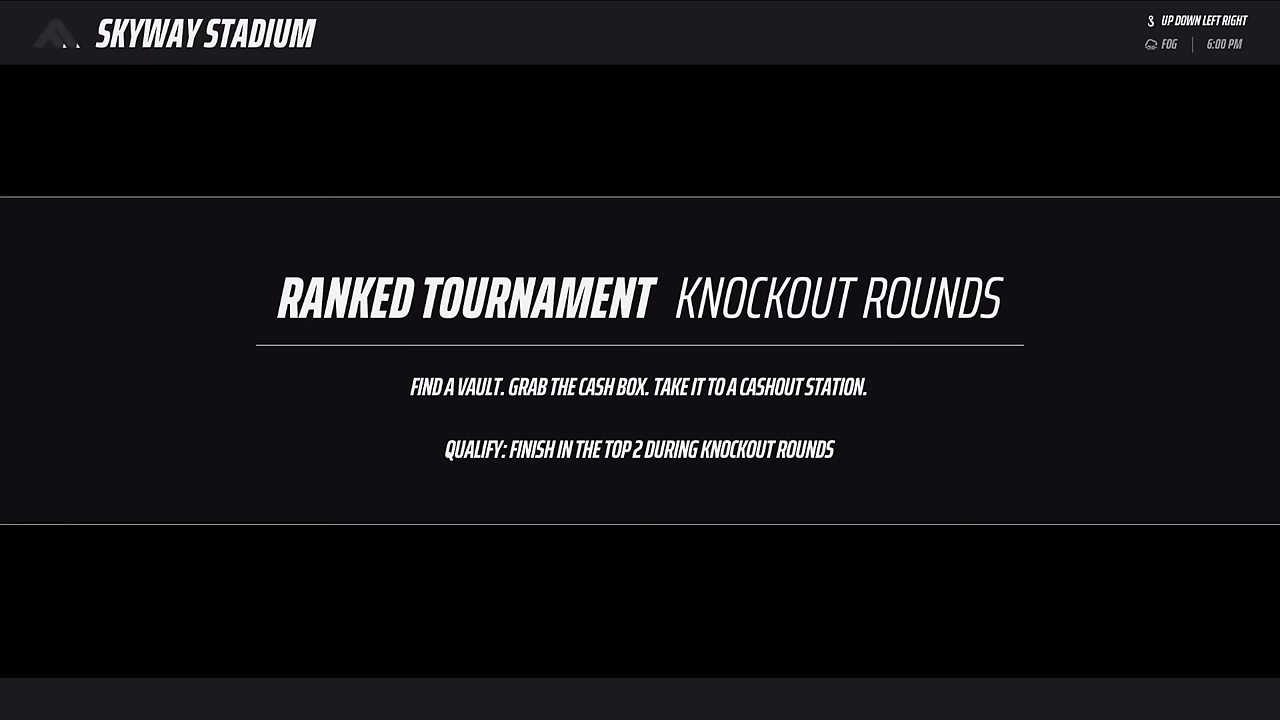 SKYWAY STADIUM
UP DOWN LEFT RIGHT
FOG 6:00 PM
RANKED TOURNAMENT KNOCKOUT ROUNDS
FIND A VAULT. GRAB THE CASH BOX. TAKE IT TO A CASHOUT STATION.
QUALIFY: FINISH IN THE TOP 2 DURING KNOCKOUT ROUNDS